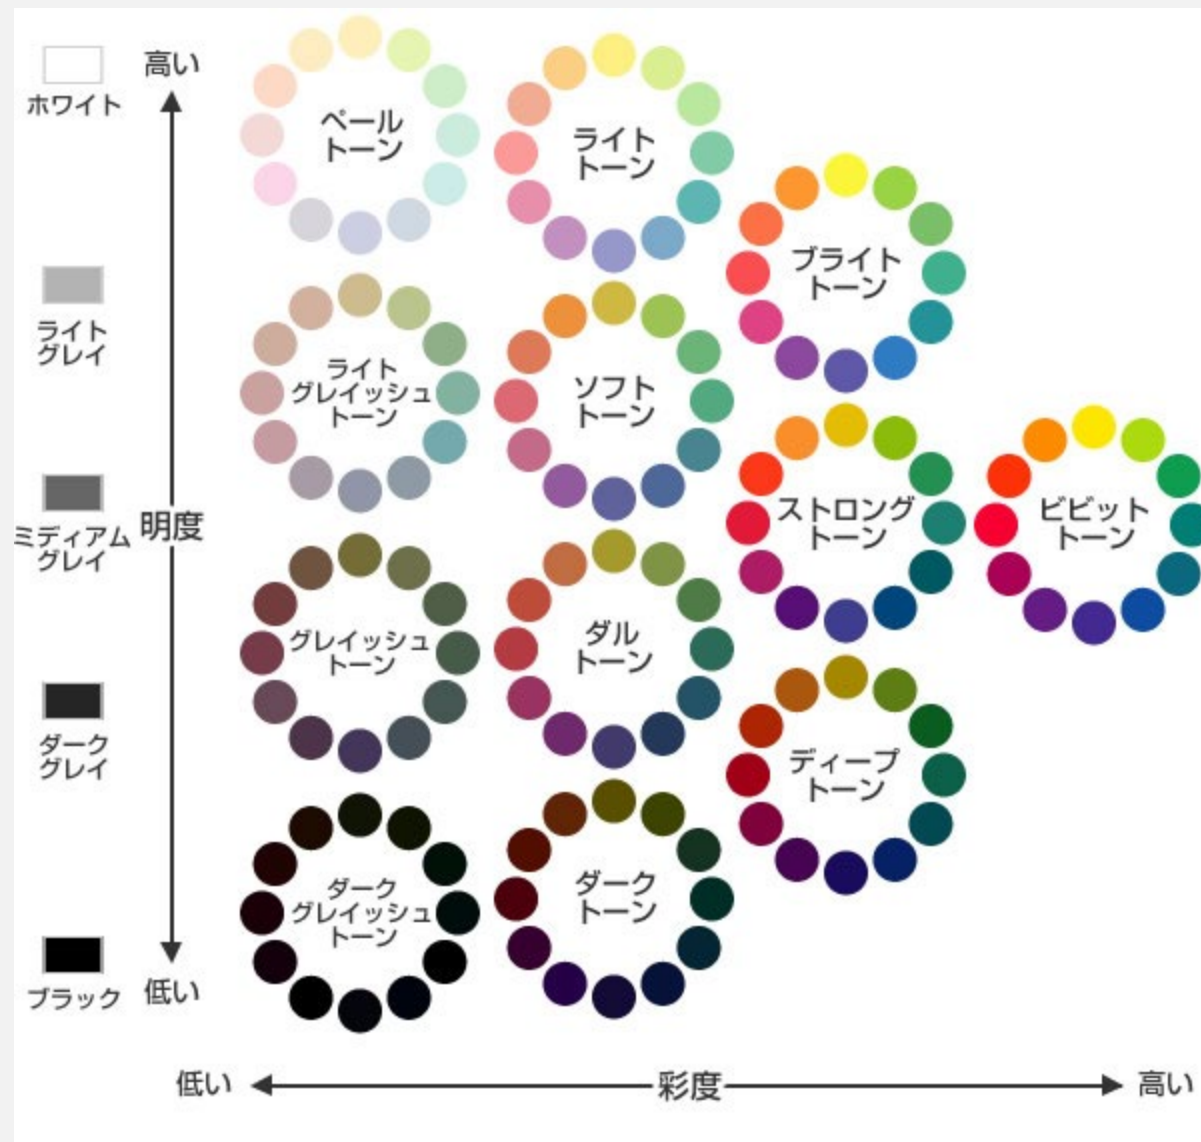 ホワイト
高い
ペール
トーン
ライト
トーン
ブライト
トーン
ライト
グレイ
ライト
グレイッシュ
トーン
ソフト
トーン
ミディアム
グレイ
明度
ストロング
トーン
ビビット
トーン
グレイッシュ
トーン
ダル
トーン
ダーク
グレイ
ディープ
トーン
ダーク
グレイッシュ
トーン
ダーク
トーン
ブラック
低い
低い
彩度
高い